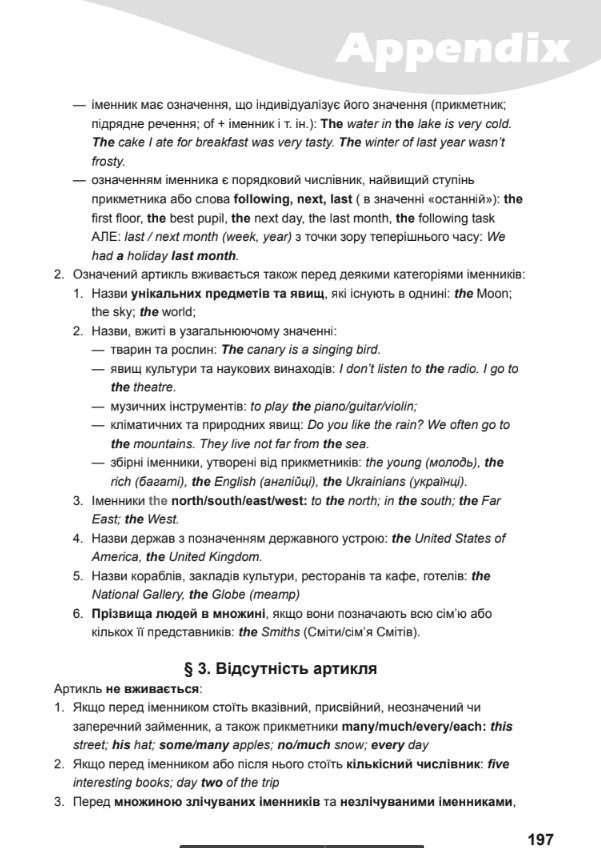 Appendix
— іменник має означення, що індивідуалізує його значення (прикметник;
підрядне речення; of + іменник і т. ін.): The water in the lake is very cold.
The cake I ate for breakfast was very tasty. The winter of last year wasn't
frosty.
— означенням іменника є порядковий числівник, найвищий ступінь
прикметника або слова following, next, last ( в значенні «останній»): the
first floor, the best pupil, the next day, the last month, the following task
АЛЕ: last / next month (week, year) з точки зору теперішнього часу: We
had a holiday last month.
2. Означений артикль вживається також перед деякими категоріями іменників:
1. Назви унікальних предметів та явищ, які існують в однині: the Moon;
the sky; the world;
2. Назви, вжиті в узагальнюючому значенні:
— тварин та рослин: The canary is a singing bird.
— явищ культури та наукових винаходів: I don't listen to the radio. I go to
the theatre.
— музичних інструментів: to play the piano/guitar/violin;
— кліматичних та природних явищ: Do you like the rain? We often go to
the mountains. They live not far from the sea.
— збірні іменники, утворені від прикметників: the young (молодь), the
rich (багаті), the English (англійці), the Ukrainians (українці).
3. Іменники the north/south/east/west: to the north; in the south; the Far
East; the West.
4. Назви держав з позначенням державного устрою: the United States of
America, the United Kingdom.
5. Назви кораблів, закладів культури, ресторанів та кафе, готелів: the
National Gallery, the Globe (театр)
6. Прізвища людей в множині, якщо вони позначають всю сім'ю або
кількох її представників: the Smiths (Сміти/сім'я Смітів).
§ 3. Відсутність артикля
Артикль не вживається:
1. Якщо перед іменником стоїть вказівний, присвійний, неозначений чи
заперечний займенник, а також прикметники many/much/every/each: this
street; his hat; some/many apples; no/much snow; every day
2. Якщо перед іменником або після нього стоїть кількісний числівник: five
interesting books; day two of the trip
3. Перед множиною злічуваних іменників та незлічуваними іменниками,
197